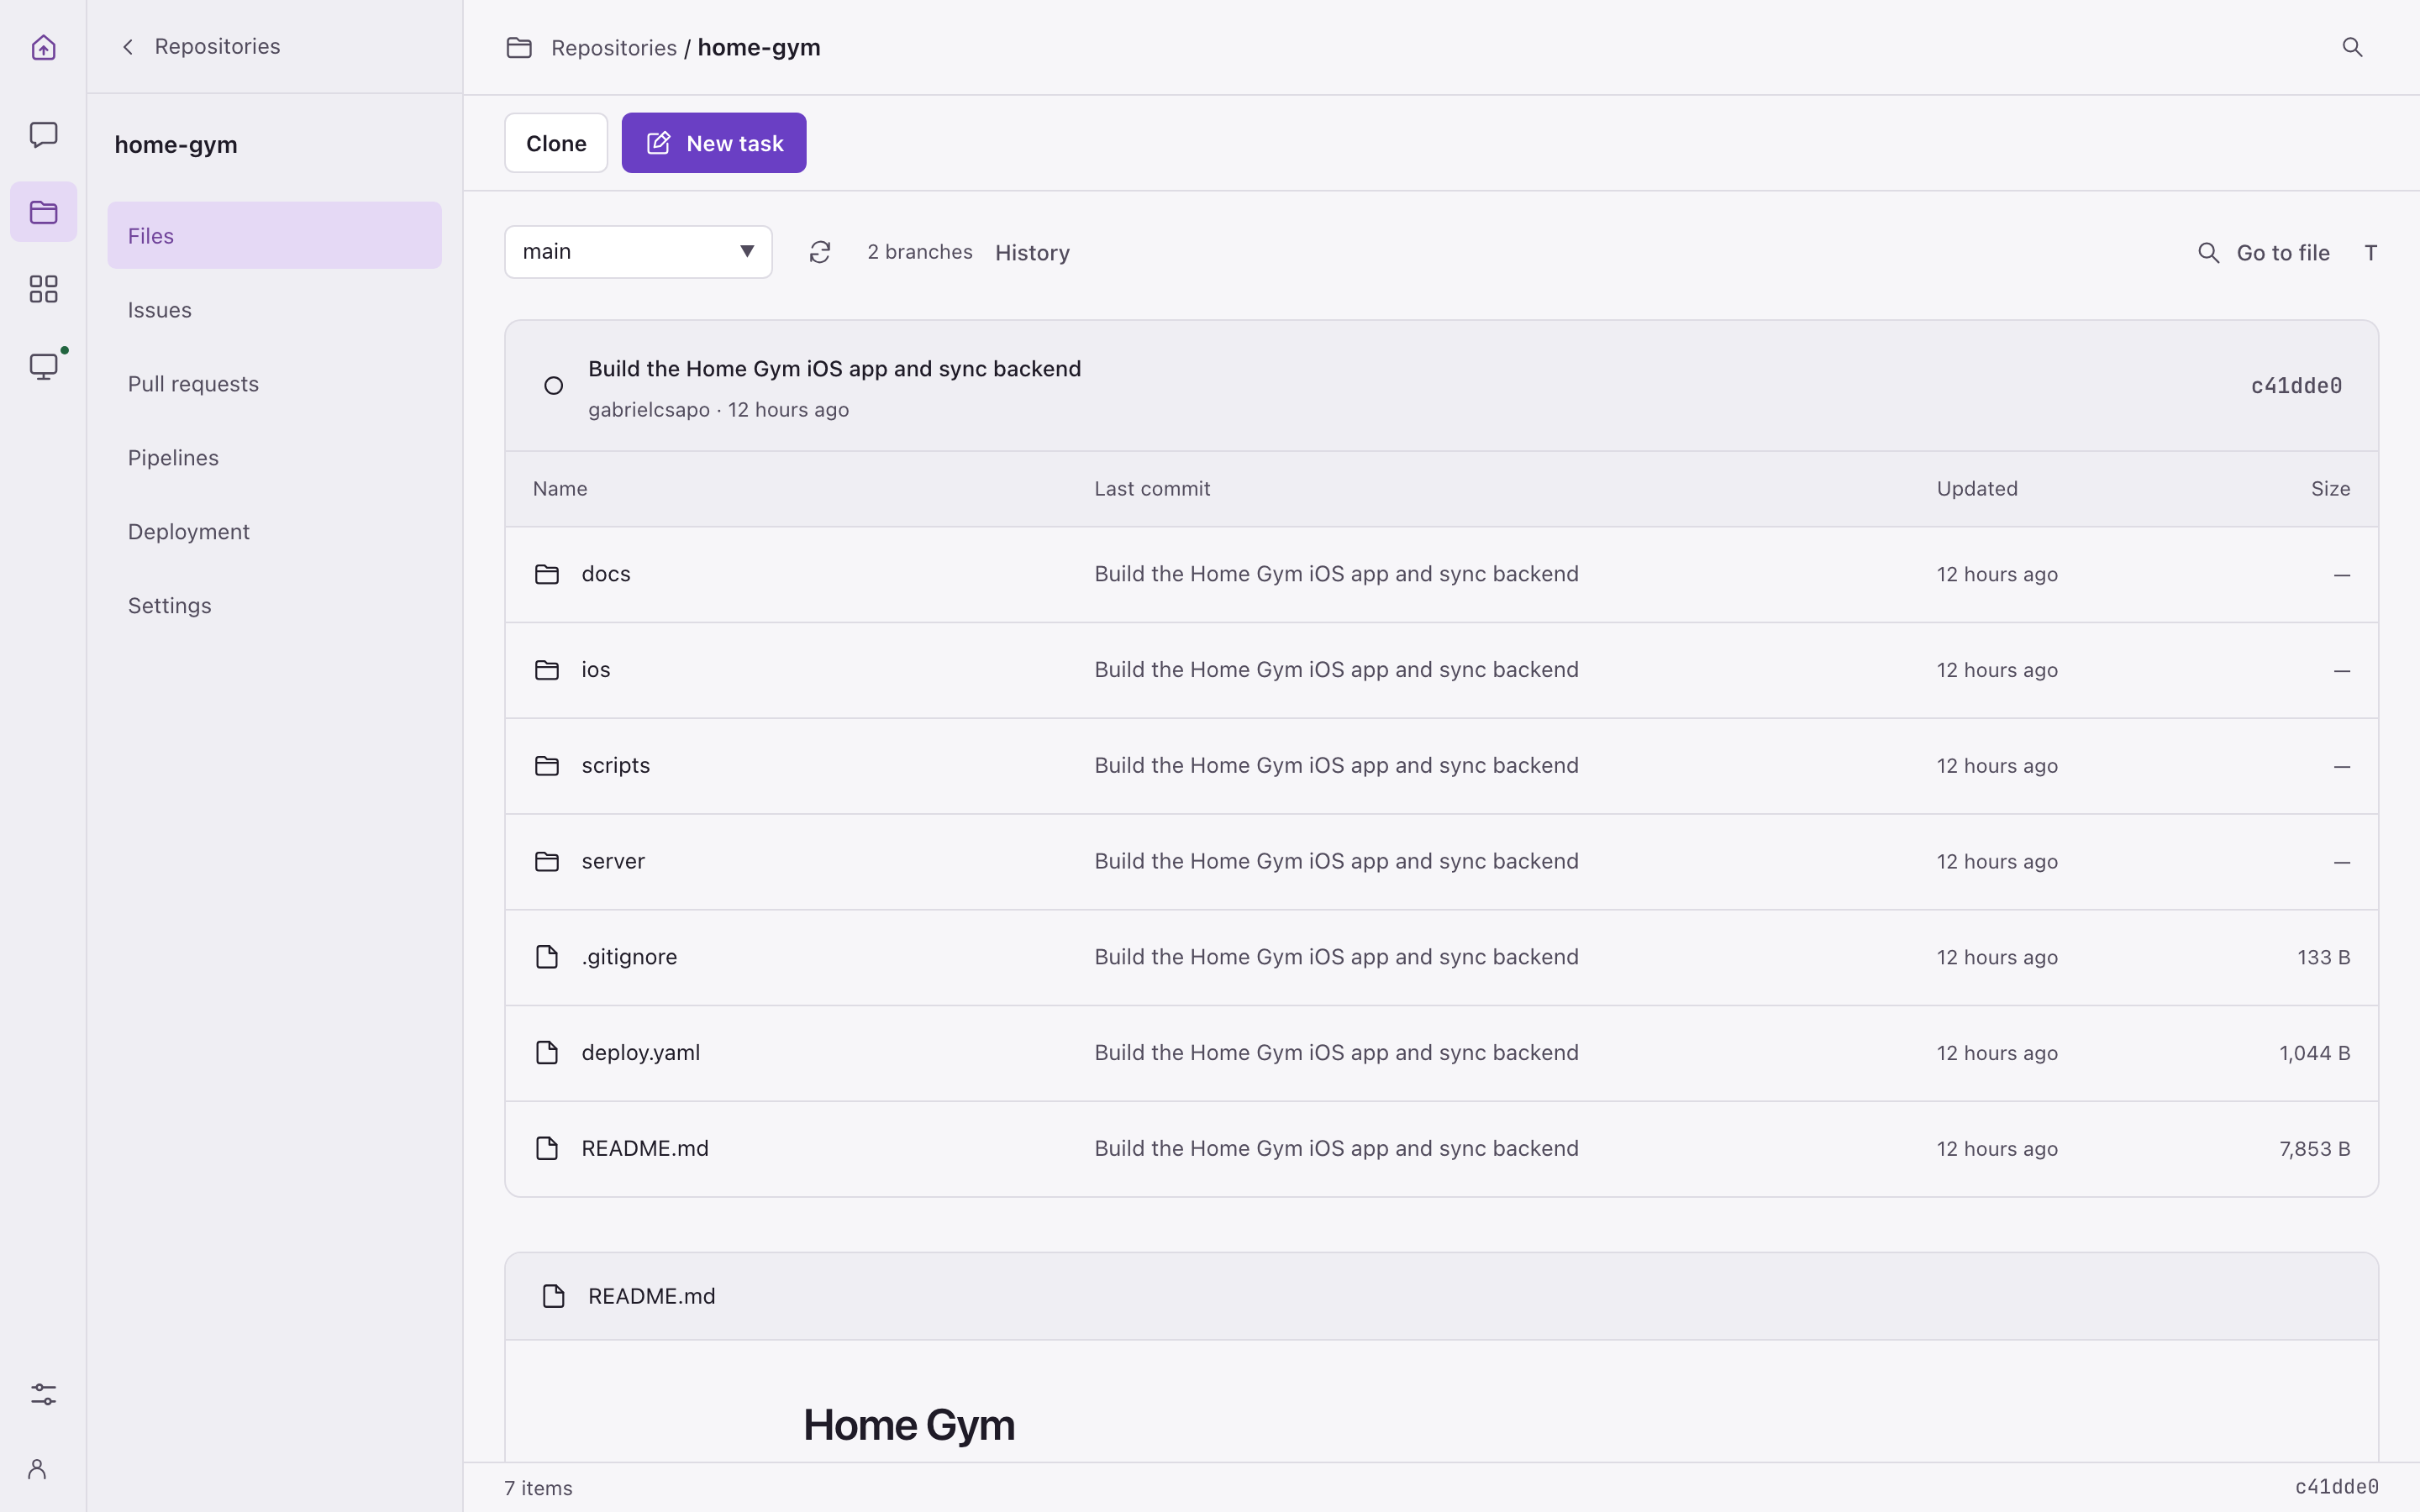 Repositories
home-gym
Files
Issues
Pull requests
Pipelines
Deployment
Settings
Repositories / home-gym
Clone
New task
main
2 branches
History
Go to file
T
Build the Home Gym iOS app and sync backend
gabrielcsapo · 12 hours ago
c41dde0
Name Last commit Updated Size
docs Build the Home Gym iOS app and sync backend 12 hours ago —
ios Build the Home Gym iOS app and sync backend 12 hours ago —
scripts Build the Home Gym iOS app and sync backend 12 hours ago —
server Build the Home Gym iOS app and sync backend 12 hours ago —
.gitignore Build the Home Gym iOS app and sync backend 12 hours ago 133 B
deploy.yaml Build the Home Gym iOS app and sync backend 12 hours ago 1,044 B
README.md Build the Home Gym iOS app and sync backend 12 hours ago 7,853 B
README.md
Home Gym
7 items
c41dde0